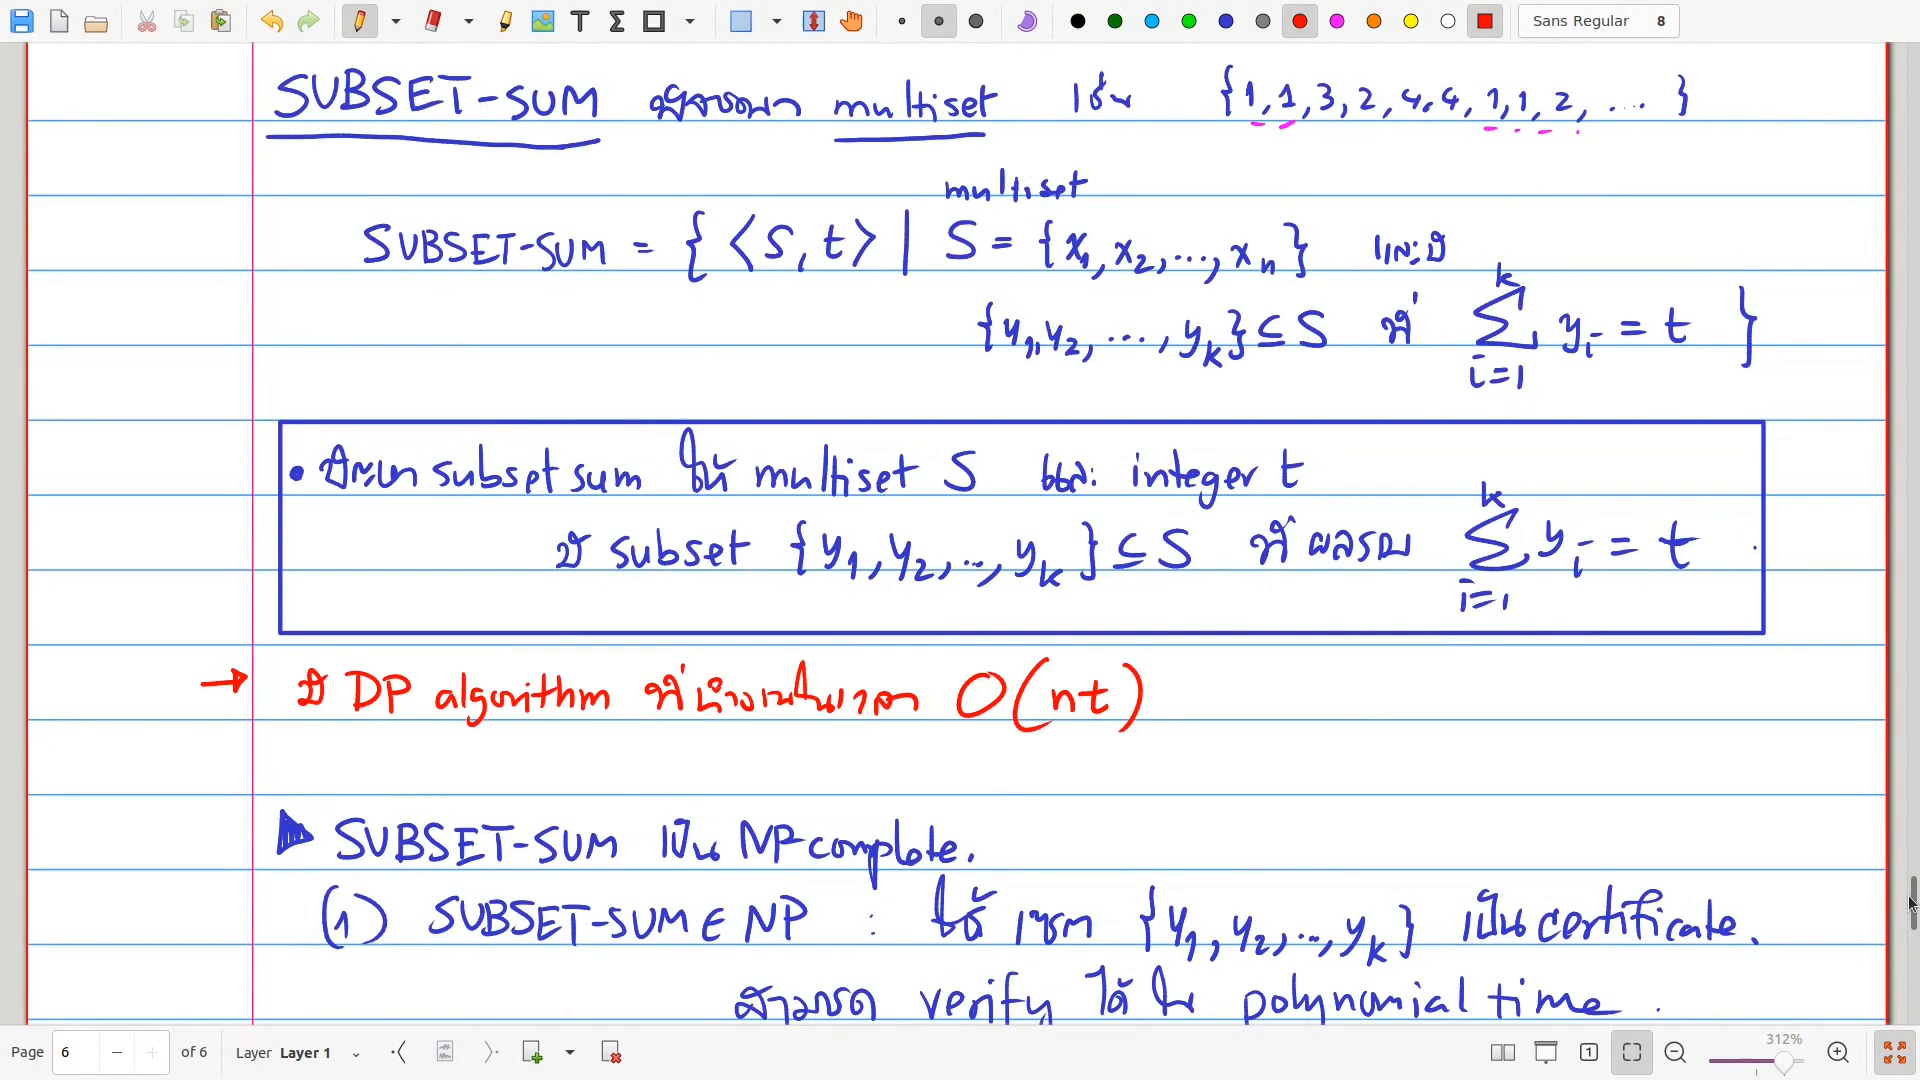 Sans Regular 8
SUBSET-SUM พิจารณา multiset เช่น {1,1,3,2,4,4,1,1,2, ... }
multiset
SUBSET-SUM = { ⟨S,t⟩ | S = {x₁,x₂,...,xₙ} และมี
{y₁,y₂, ..., yₖ} ⊆ S ที่ ∑ᵢ₌₁ᵏ yᵢ = t }
• ปัญหา subset sum ให้ multiset S และ integer t
มี subset {y₁,y₂,..,yₖ} ⊆ S ที่ผลรวม ∑ᵢ₌₁ᵏ yᵢ = t
→ มี DP algorithm ที่ทำงานในเวลา O(nt)
▶ SUBSET-SUM เป็น NP complete.
(1) SUBSET-SUM ∈ NP : ใช้ เซต {y₁,y₂,..,yₖ} เป็น certificate.
สามารถ verify ได้ใน polynomial time.
Page 6 of 6 Layer Layer 1 312%